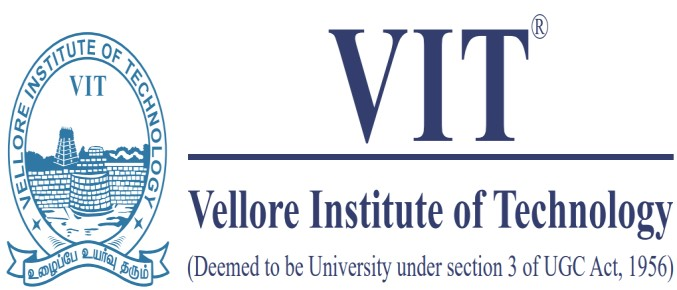 VELLORE INSTITUTE OF TECHNOLOGY
VIT
உழைப்பே உயர்வு தரும்
VIT®
Vellore Institute of Technology
(Deemed to be University under section 3 of UGC Act, 1956)